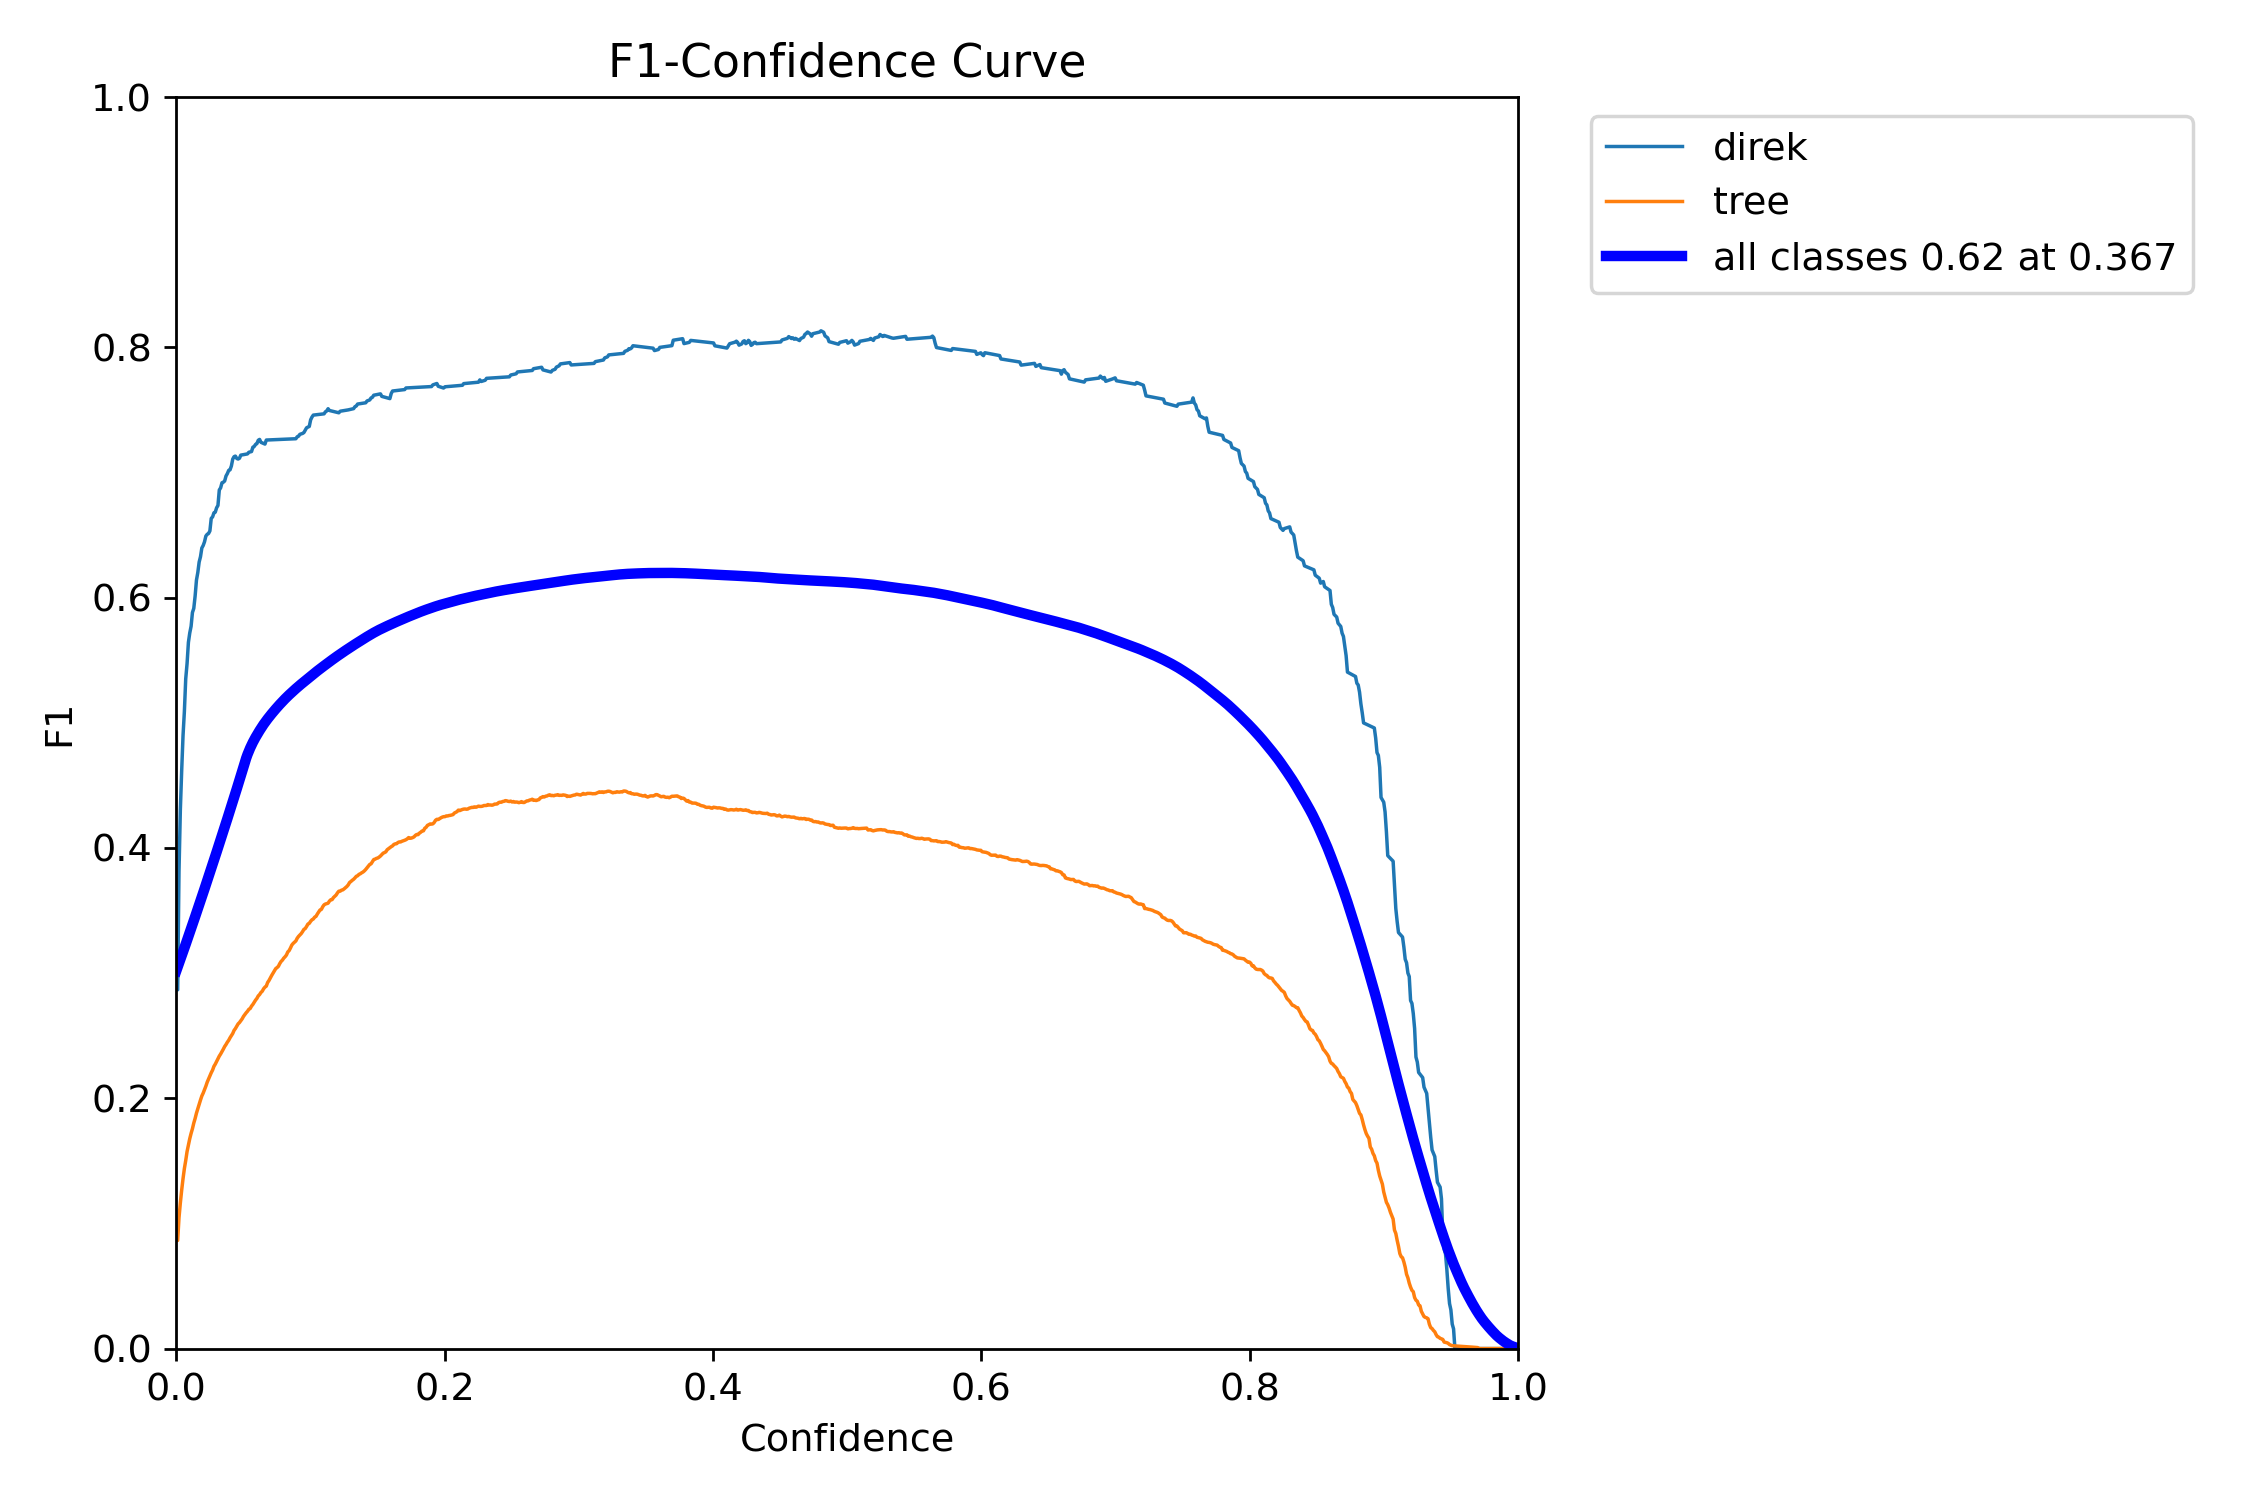 F1-Confidence Curve
1.0
0.8
0.6
0.4
0.2
0.0
F1
0.0 0.2 0.4 0.6 0.8 1.0
Confidence
direk
tree
all classes 0.62 at 0.367